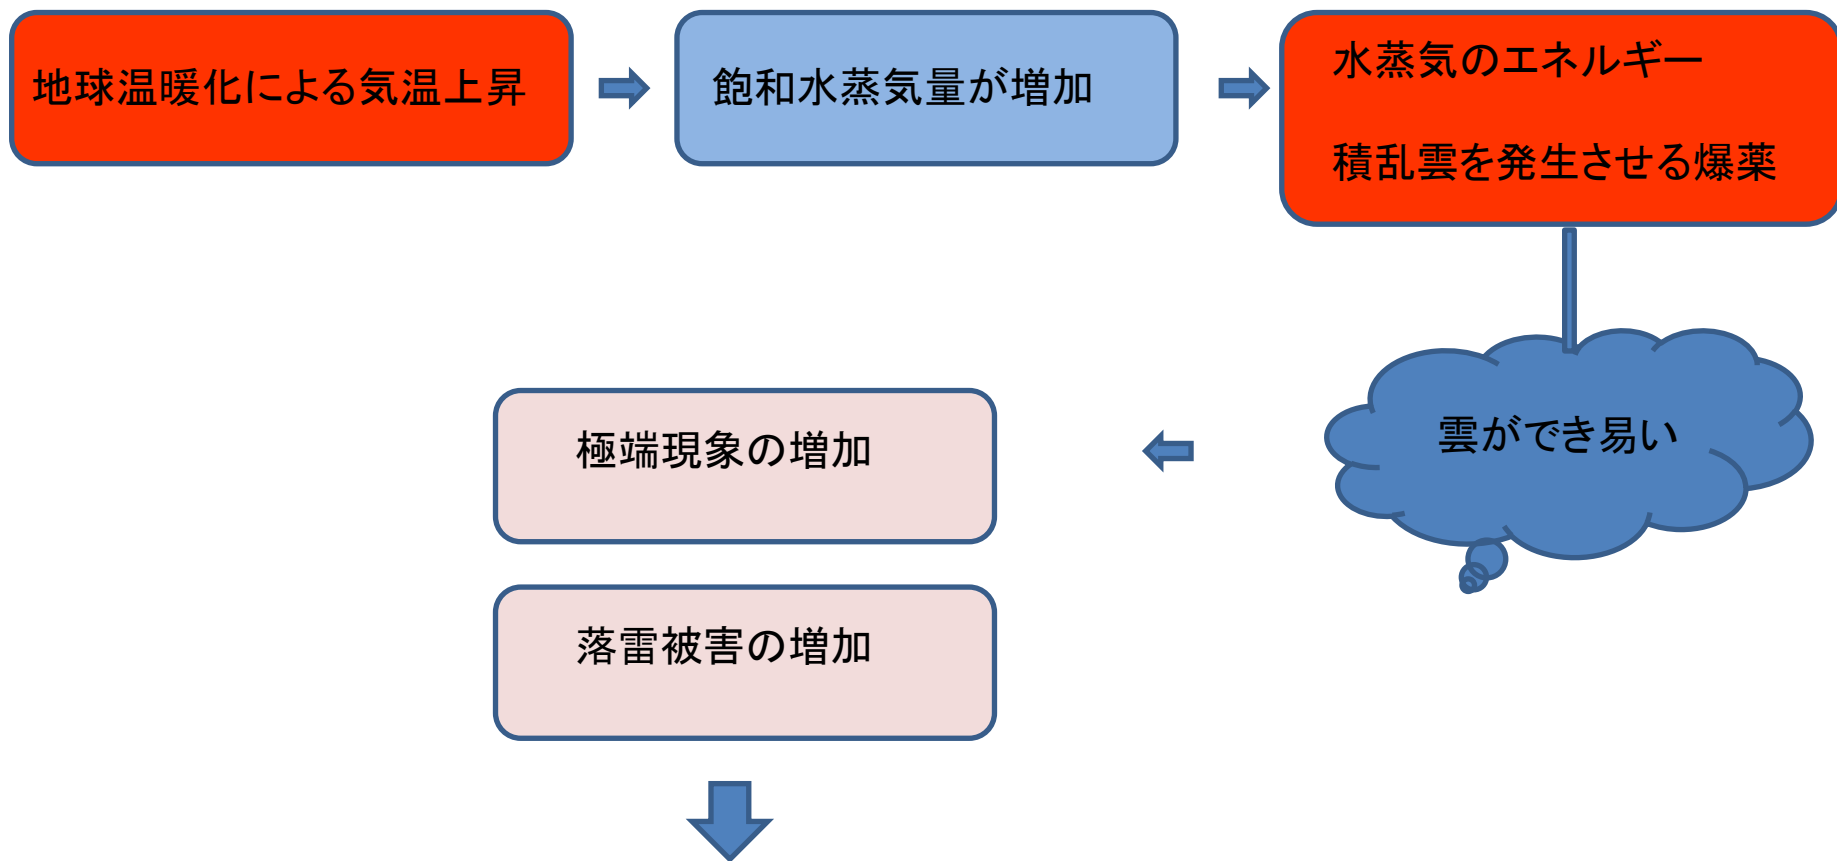 地球温暖化による気温上昇
飽和水蒸気量が増加
水蒸気のエネルギー
積乱雲を発生させる爆薬
雲ができ易い
極端現象の増加
落雷被害の増加